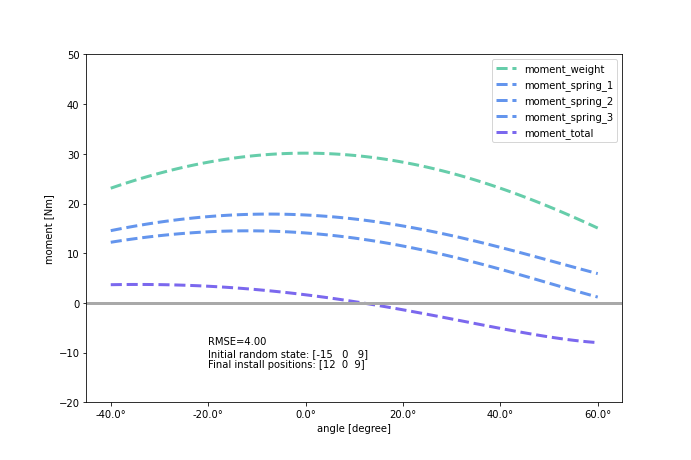 50
40
30
20
10
0
−10
−20
moment [Nm]
moment_weight
moment_spring_1
moment_spring_2
moment_spring_3
moment_total
RMSE=4.00
Initial random state: [-15   0   9]
Final install positions: [12  0  9]
-40.0° -20.0° 0.0° 20.0° 40.0° 60.0°
angle [degree]